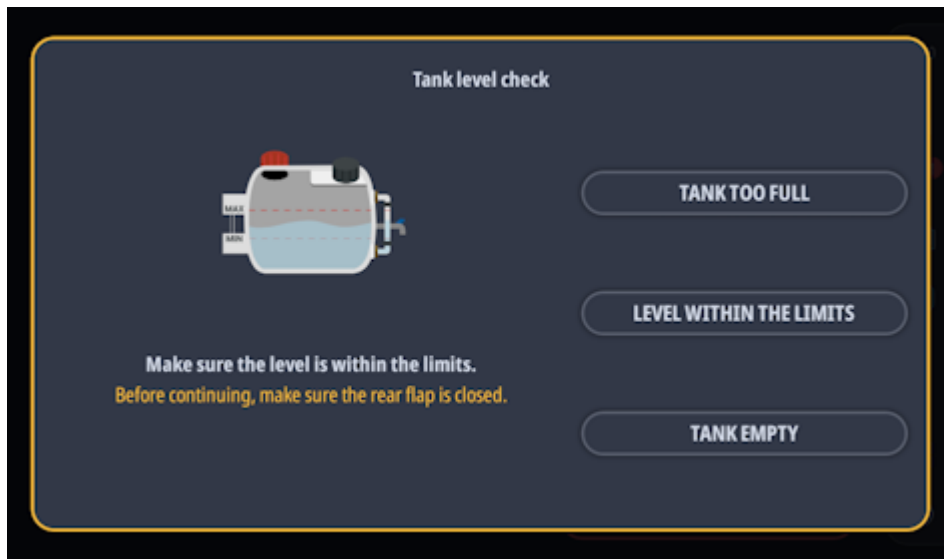 Tank level check
TANK TOO FULL
MAX
MIN
LEVEL WITHIN THE LIMITS
Make sure the level is within the limits.
Before continuing, make sure the rear flap is closed.
TANK EMPTY